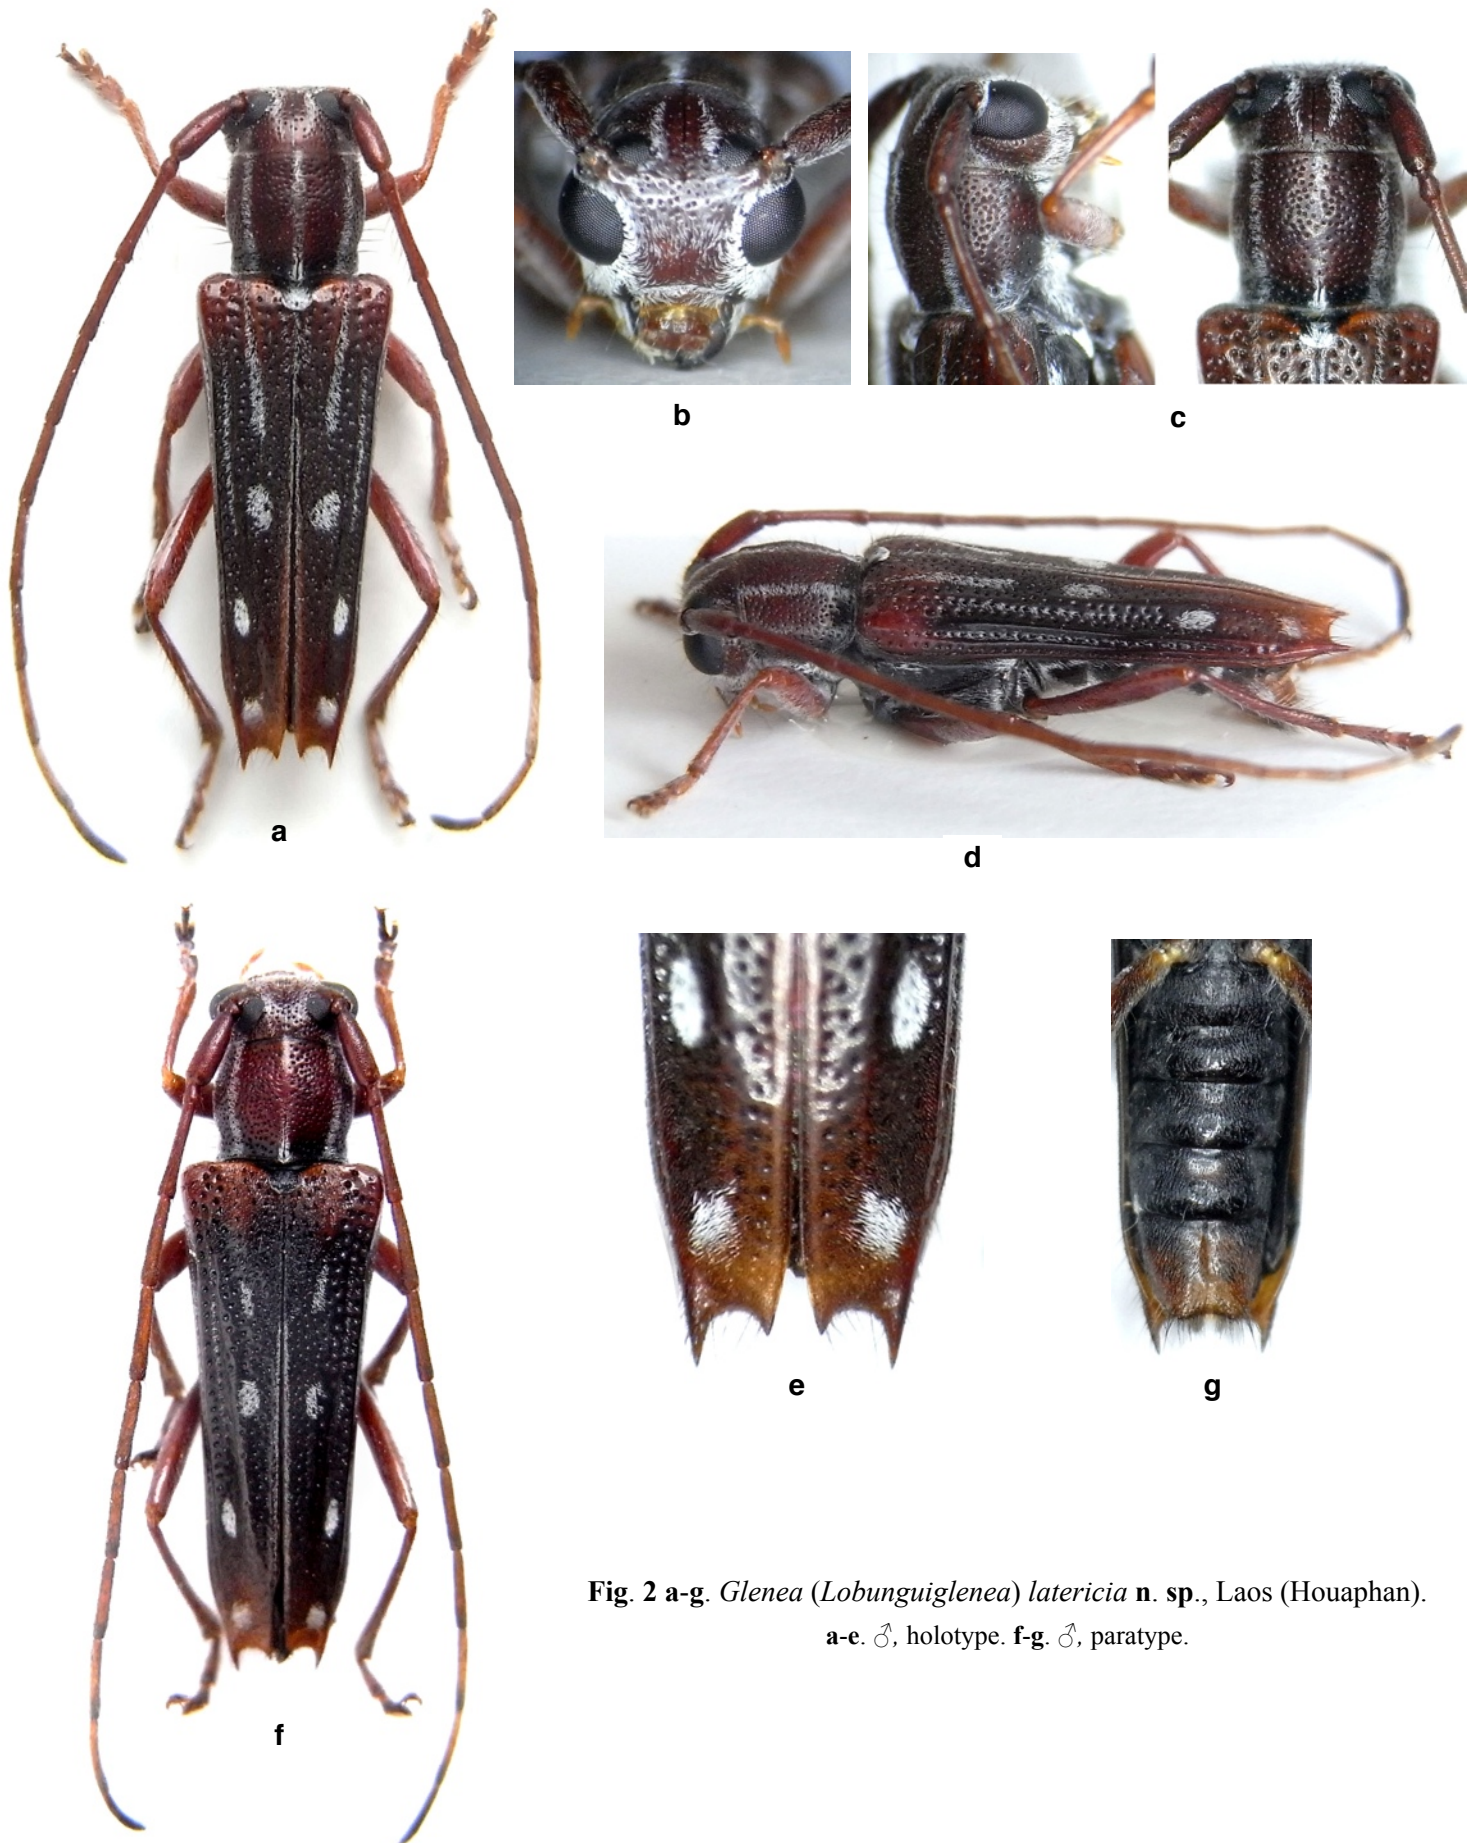 b
c
a
d
e
g
Fig. 2 a-g. Glenea (Lobunguiglenea) latericia n. sp., Laos (Houaphan).
a-e. ♂, holotype. f-g. ♂, paratype.
f